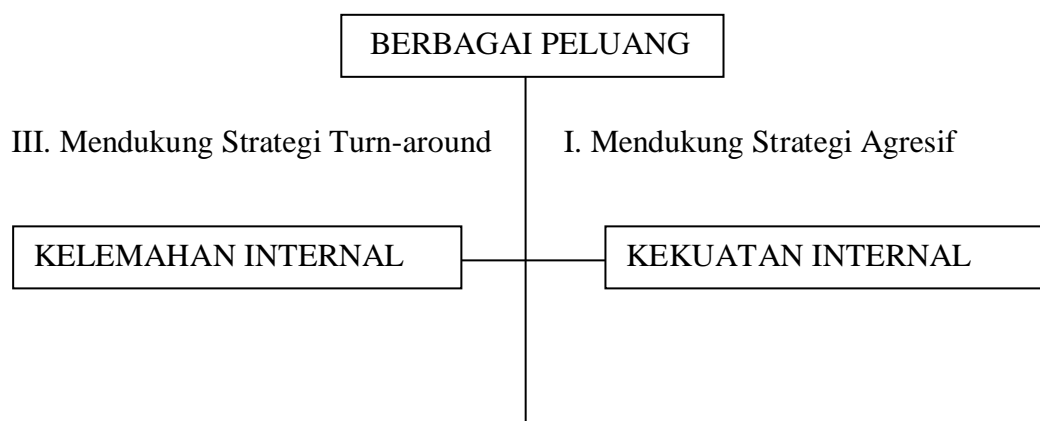 BERBAGAI PELUANG
III. Mendukung Strategi Turn-around
I. Mendukung Strategi Agresif
KELEMAHAN INTERNAL
KEKUATAN INTERNAL